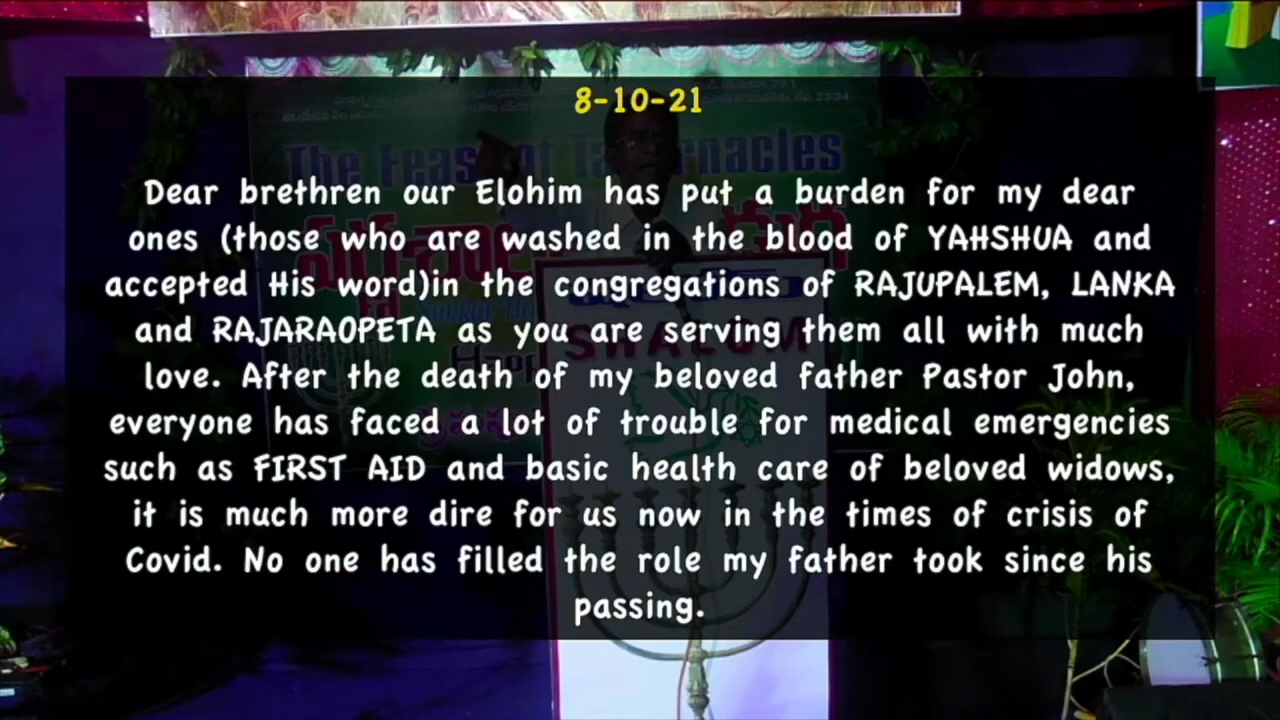 8-10-21
Dear brethren our Elohim has put a burden for my dear
ones (those who are washed in the blood of YAHSHUA and
accepted His word)in the congregations of RAJUPALEM, LANKA
and RAJARAOPETA as you are serving them all with much
love. After the death of my beloved father Pastor John,
everyone has faced a lot of trouble for medical emergencies
such as FIRST AID and basic health care of beloved widows,
it is much more dire for us now in the times of crisis of
Covid. No one has filled the role my father took since his
passing.
The Feast of Tabernacles
SHALOM